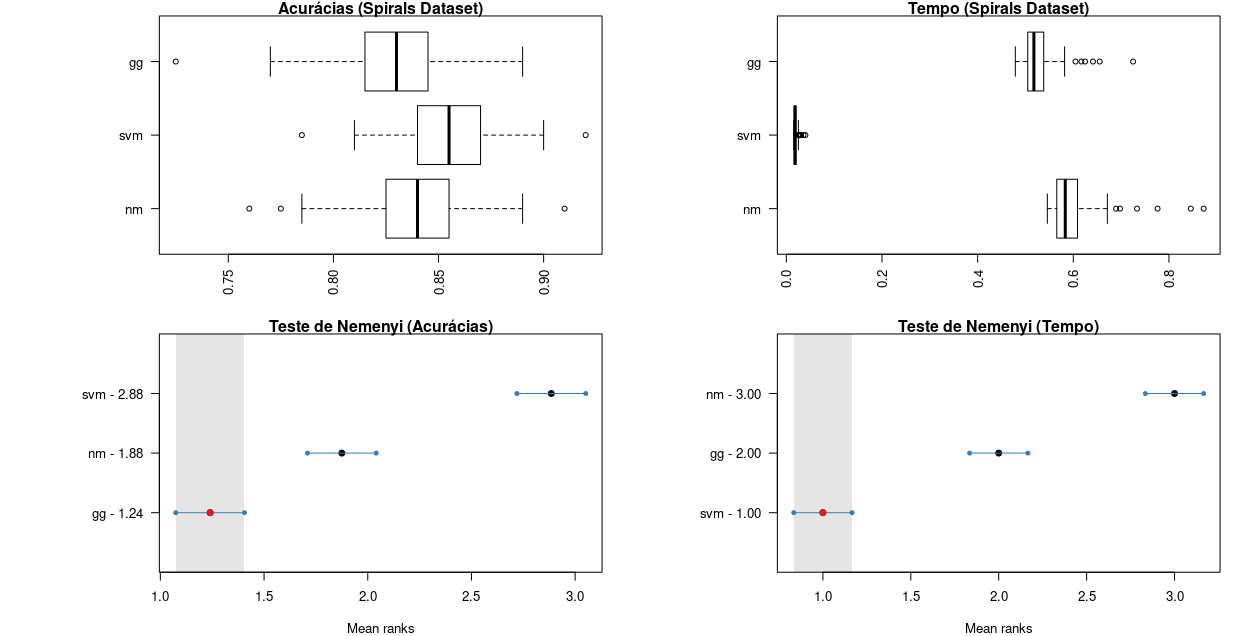 Acurácias (Spirals Dataset)
gg
svm
nm
0.75
0.80
0.85
0.90
Tempo (Spirals Dataset)
gg
svm
nm
0.0
0.2
0.4
0.6
0.8
Teste de Nemenyi (Acurácias)
svm - 2.88
nm - 1.88
gg - 1.24
1.0
1.5
2.0
2.5
3.0
Mean ranks
Teste de Nemenyi (Tempo)
nm - 3.00
gg - 2.00
svm - 1.00
1.0
1.5
2.0
2.5
3.0
Mean ranks